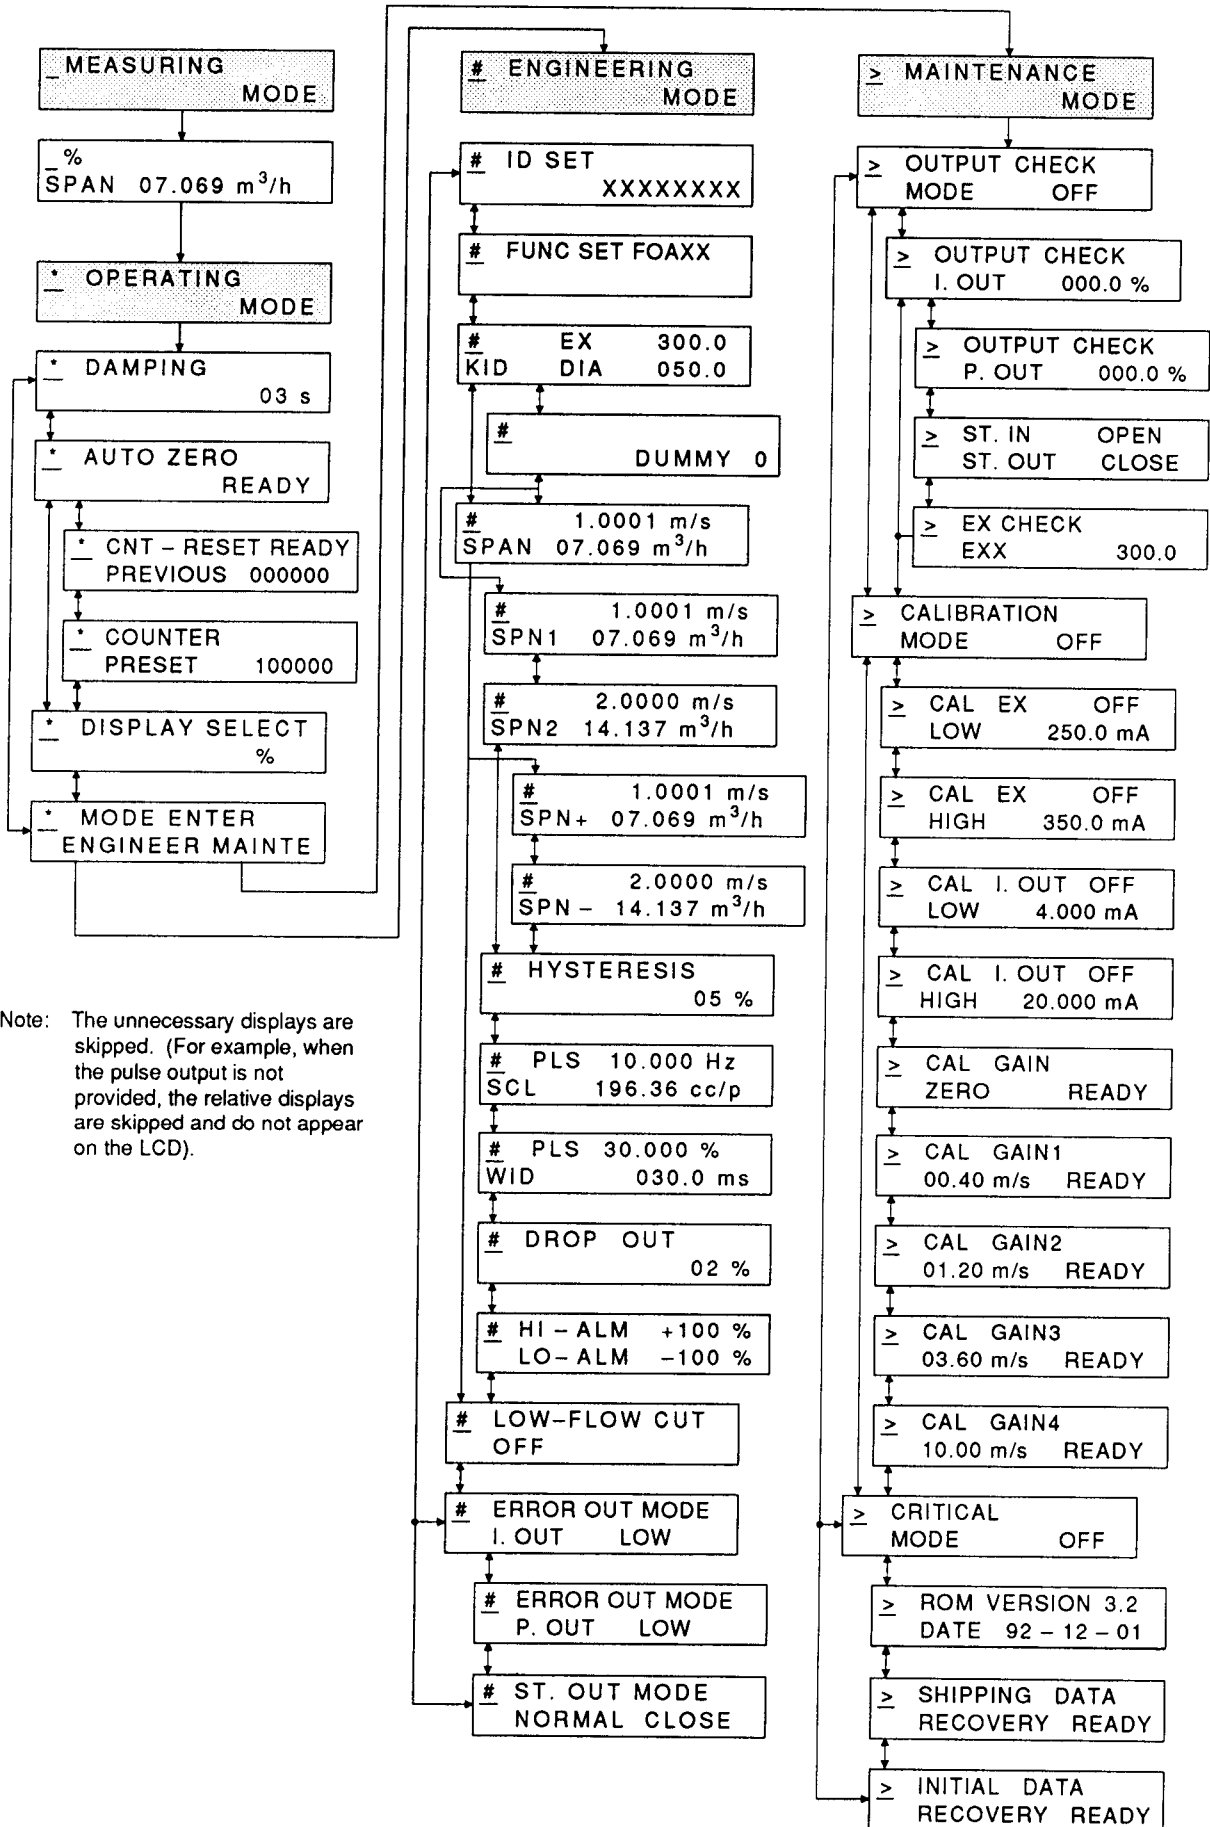 _ MEASURING
MODE
_ %
SPAN 07.069 m³/h
* OPERATING
MODE
* DAMPING
03 s
* AUTO ZERO
READY
* CNT – RESET READY
PREVIOUS 000000
* COUNTER
PRESET 100000
* DISPLAY SELECT
%
* MODE ENTER
ENGINEER MAINTE
Note: The unnecessary displays are
skipped. (For example, when
the pulse output is not
provided, the relative displays
are skipped and do not appear
on the LCD).
# ENGINEERING
MODE
# ID SET
XXXXXXXX
# FUNC SET FOAXX
# EX 300.0
KID DIA 050.0
#
DUMMY 0
# 1.0001 m/s
SPAN 07.069 m³/h
# 1.0001 m/s
SPN1 07.069 m³/h
# 2.0000 m/s
SPN2 14.137 m³/h
# 1.0001 m/s
SPN+ 07.069 m³/h
# 2.0000 m/s
SPN – 14.137 m³/h
# HYSTERESIS
05 %
# PLS 10.000 Hz
SCL 196.36 cc/p
# PLS 30.000 %
WID 030.0 ms
# DROP OUT
02 %
# HI – ALM +100 %
LO – ALM –100 %
# LOW–FLOW CUT
OFF
# ERROR OUT MODE
I. OUT LOW
# ERROR OUT MODE
P. OUT LOW
# ST. OUT MODE
NORMAL CLOSE
> MAINTENANCE
MODE
> OUTPUT CHECK
MODE OFF
> OUTPUT CHECK
I. OUT 000.0 %
> OUTPUT CHECK
P. OUT 000.0 %
> ST. IN OPEN
ST. OUT CLOSE
> EX CHECK
EXX 300.0
> CALIBRATION
MODE OFF
> CAL EX OFF
LOW 250.0 mA
> CAL EX OFF
HIGH 350.0 mA
> CAL I. OUT OFF
LOW 4.000 mA
> CAL I. OUT OFF
HIGH 20.000 mA
> CAL GAIN
ZERO READY
> CAL GAIN1
00.40 m/s READY
> CAL GAIN2
01.20 m/s READY
> CAL GAIN3
03.60 m/s READY
> CAL GAIN4
10.00 m/s READY
> CRITICAL
MODE OFF
> ROM VERSION 3.2
DATE 92 – 12 – 01
> SHIPPING DATA
RECOVERY READY
> INITIAL DATA
RECOVERY READY